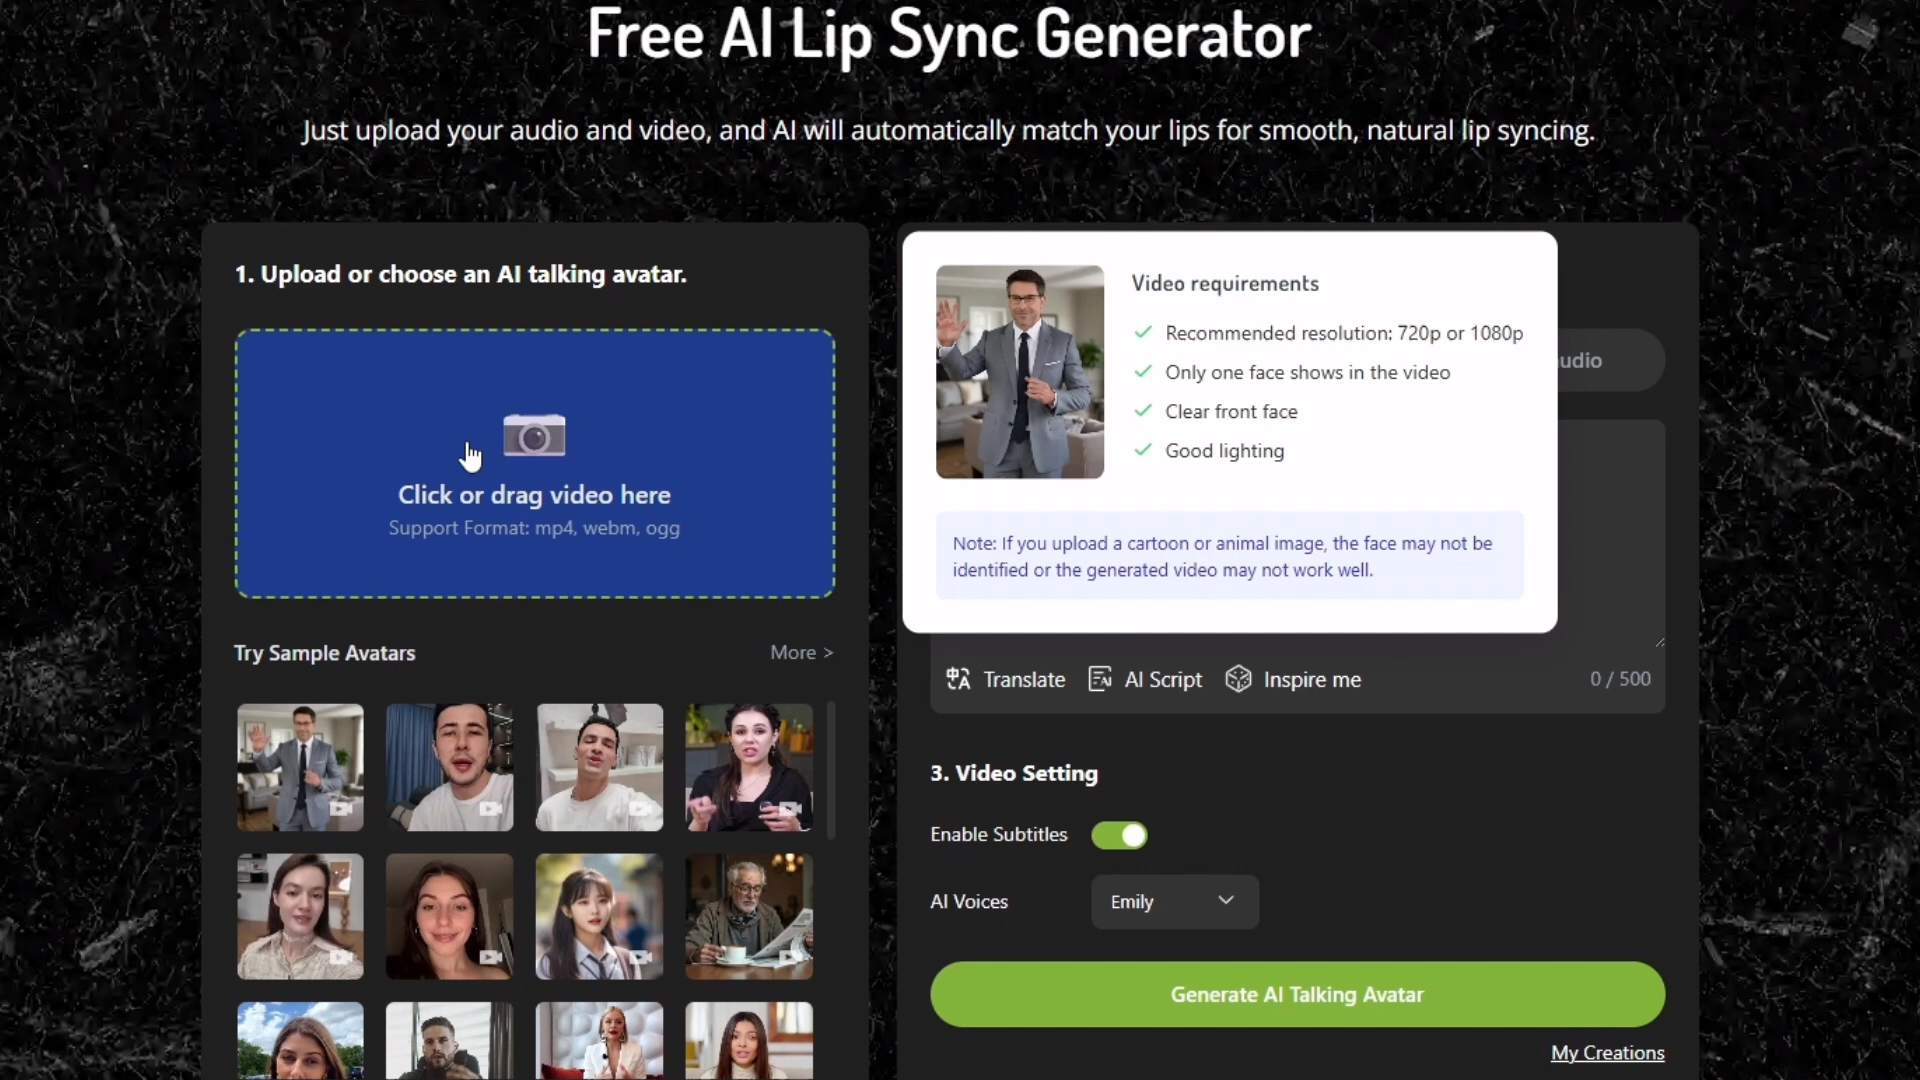 Free AI Lip Sync Generator
Just upload your audio and video, and AI will automatically match your lips for smooth, natural lip syncing.
1. Upload or choose an AI talking avatar.
Click or drag video here
Support Format: mp4, webm, ogg
Try Sample Avatars
More >
Video requirements
Recommended resolution: 720p or 1080p
Only one face shows in the video
Clear front face
Good lighting
Note: If you upload a cartoon or animal image, the face may not be
identified or the generated video may not work well.
Translate
AI Script
Inspire me
0 / 500
3. Video Setting
Enable Subtitles
AI Voices
Emily
Generate AI Talking Avatar
My Creations